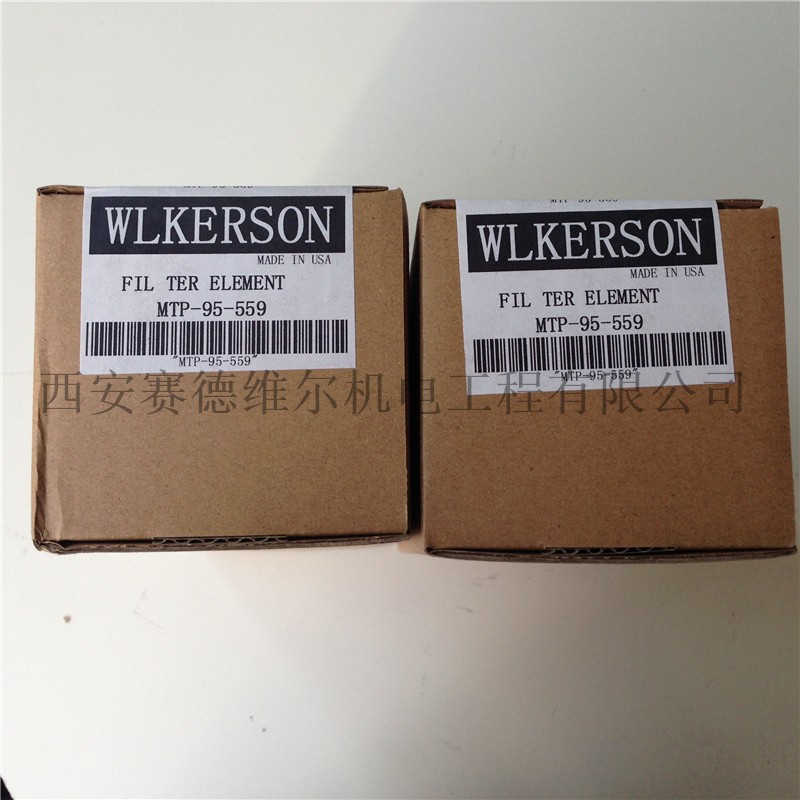 WLKERSON
MADE IN USA
FIL TER ELEMENT
MTP-95-559
"MTP-95-559"
WLKERSON
MADE IN USA
FIL TER ELEMENT
MTP-95-559
"MTP-95-559"
西安赛德维尔机电工程有限公司